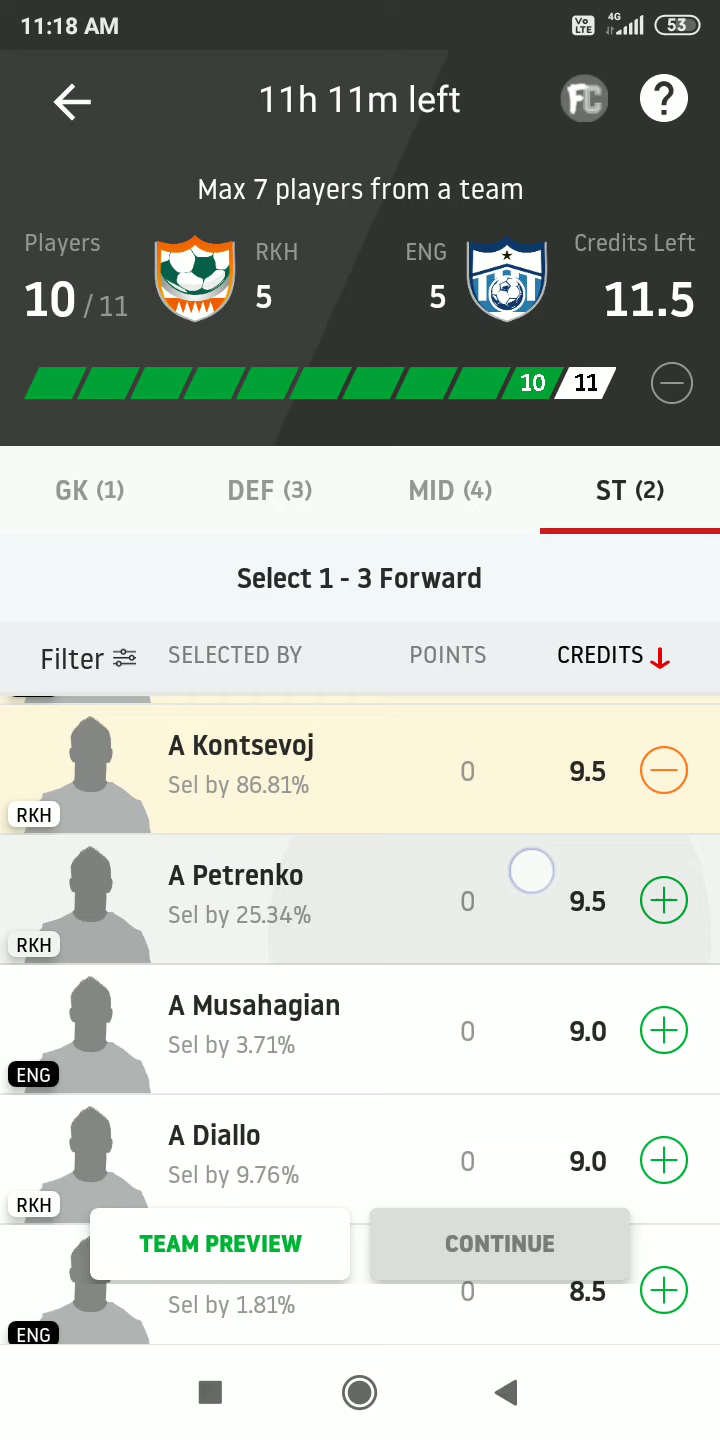 11:18 AM
Vo LTE 4G 53
11h 11m left
FC ?
Max 7 players from a team
Players RKH ENG Credits Left
10 / 11 5 5 11.5
10 11
GK (1) DEF (3) MID (4) ST (2)
Select 1 - 3 Forward
Filter SELECTED BY POINTS CREDITS
A Kontsevoj
Sel by 86.81% 0 9.5
RKH
A Petrenko
Sel by 25.34% 0 9.5
RKH
A Musahagian
Sel by 3.71% 0 9.0
ENG
A Diallo
Sel by 9.76% 0 9.0
RKH
TEAM PREVIEW CONTINUE
Sel by 1.81% 0 8.5
ENG